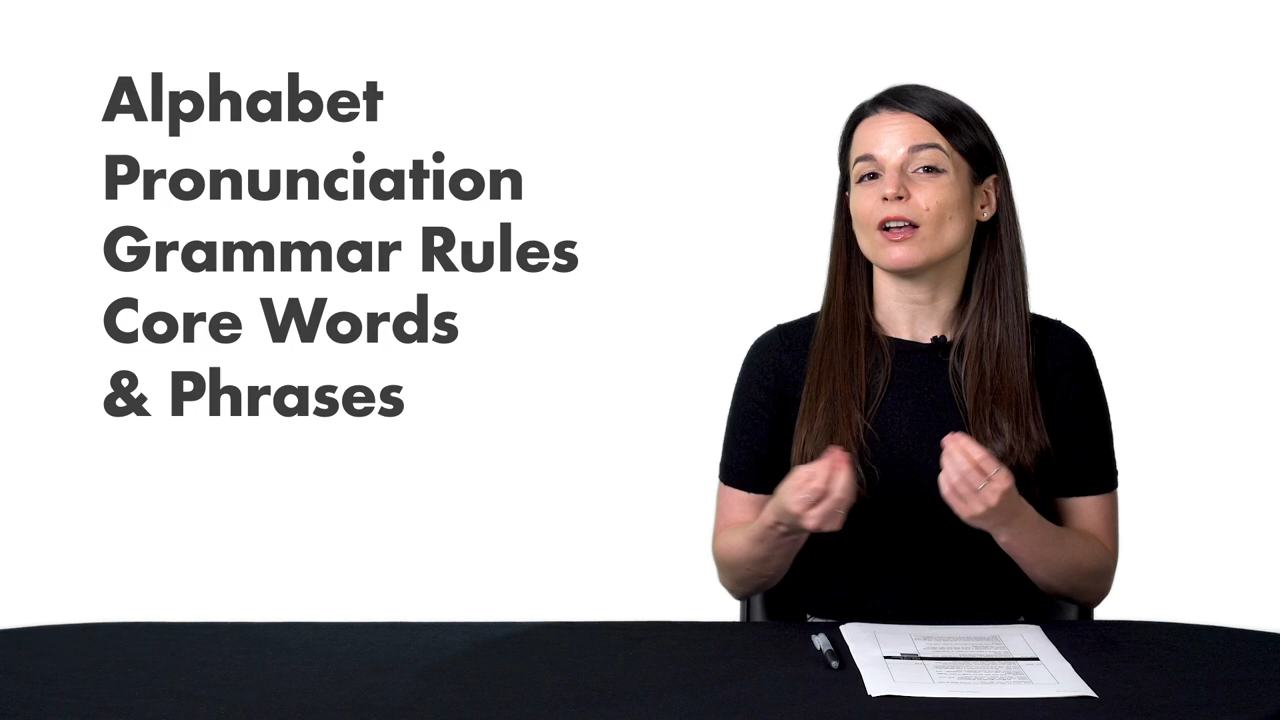 Alphabet
Pronunciation
Grammar Rules
Core Words
& Phrases